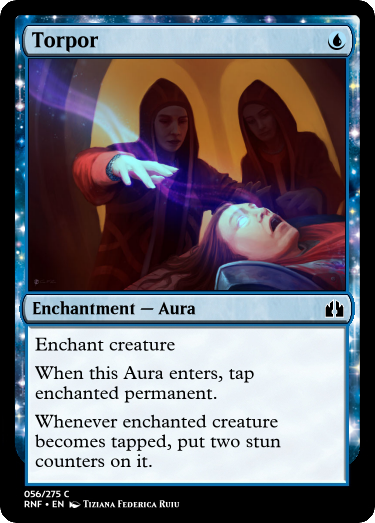 Torpor
Enchantment — Aura
Enchant creature
When this Aura enters, tap
enchanted permanent.
Whenever enchanted creature
becomes tapped, put two stun
counters on it.
056/275 C
RNF • EN Tiziana Federica Ruiu